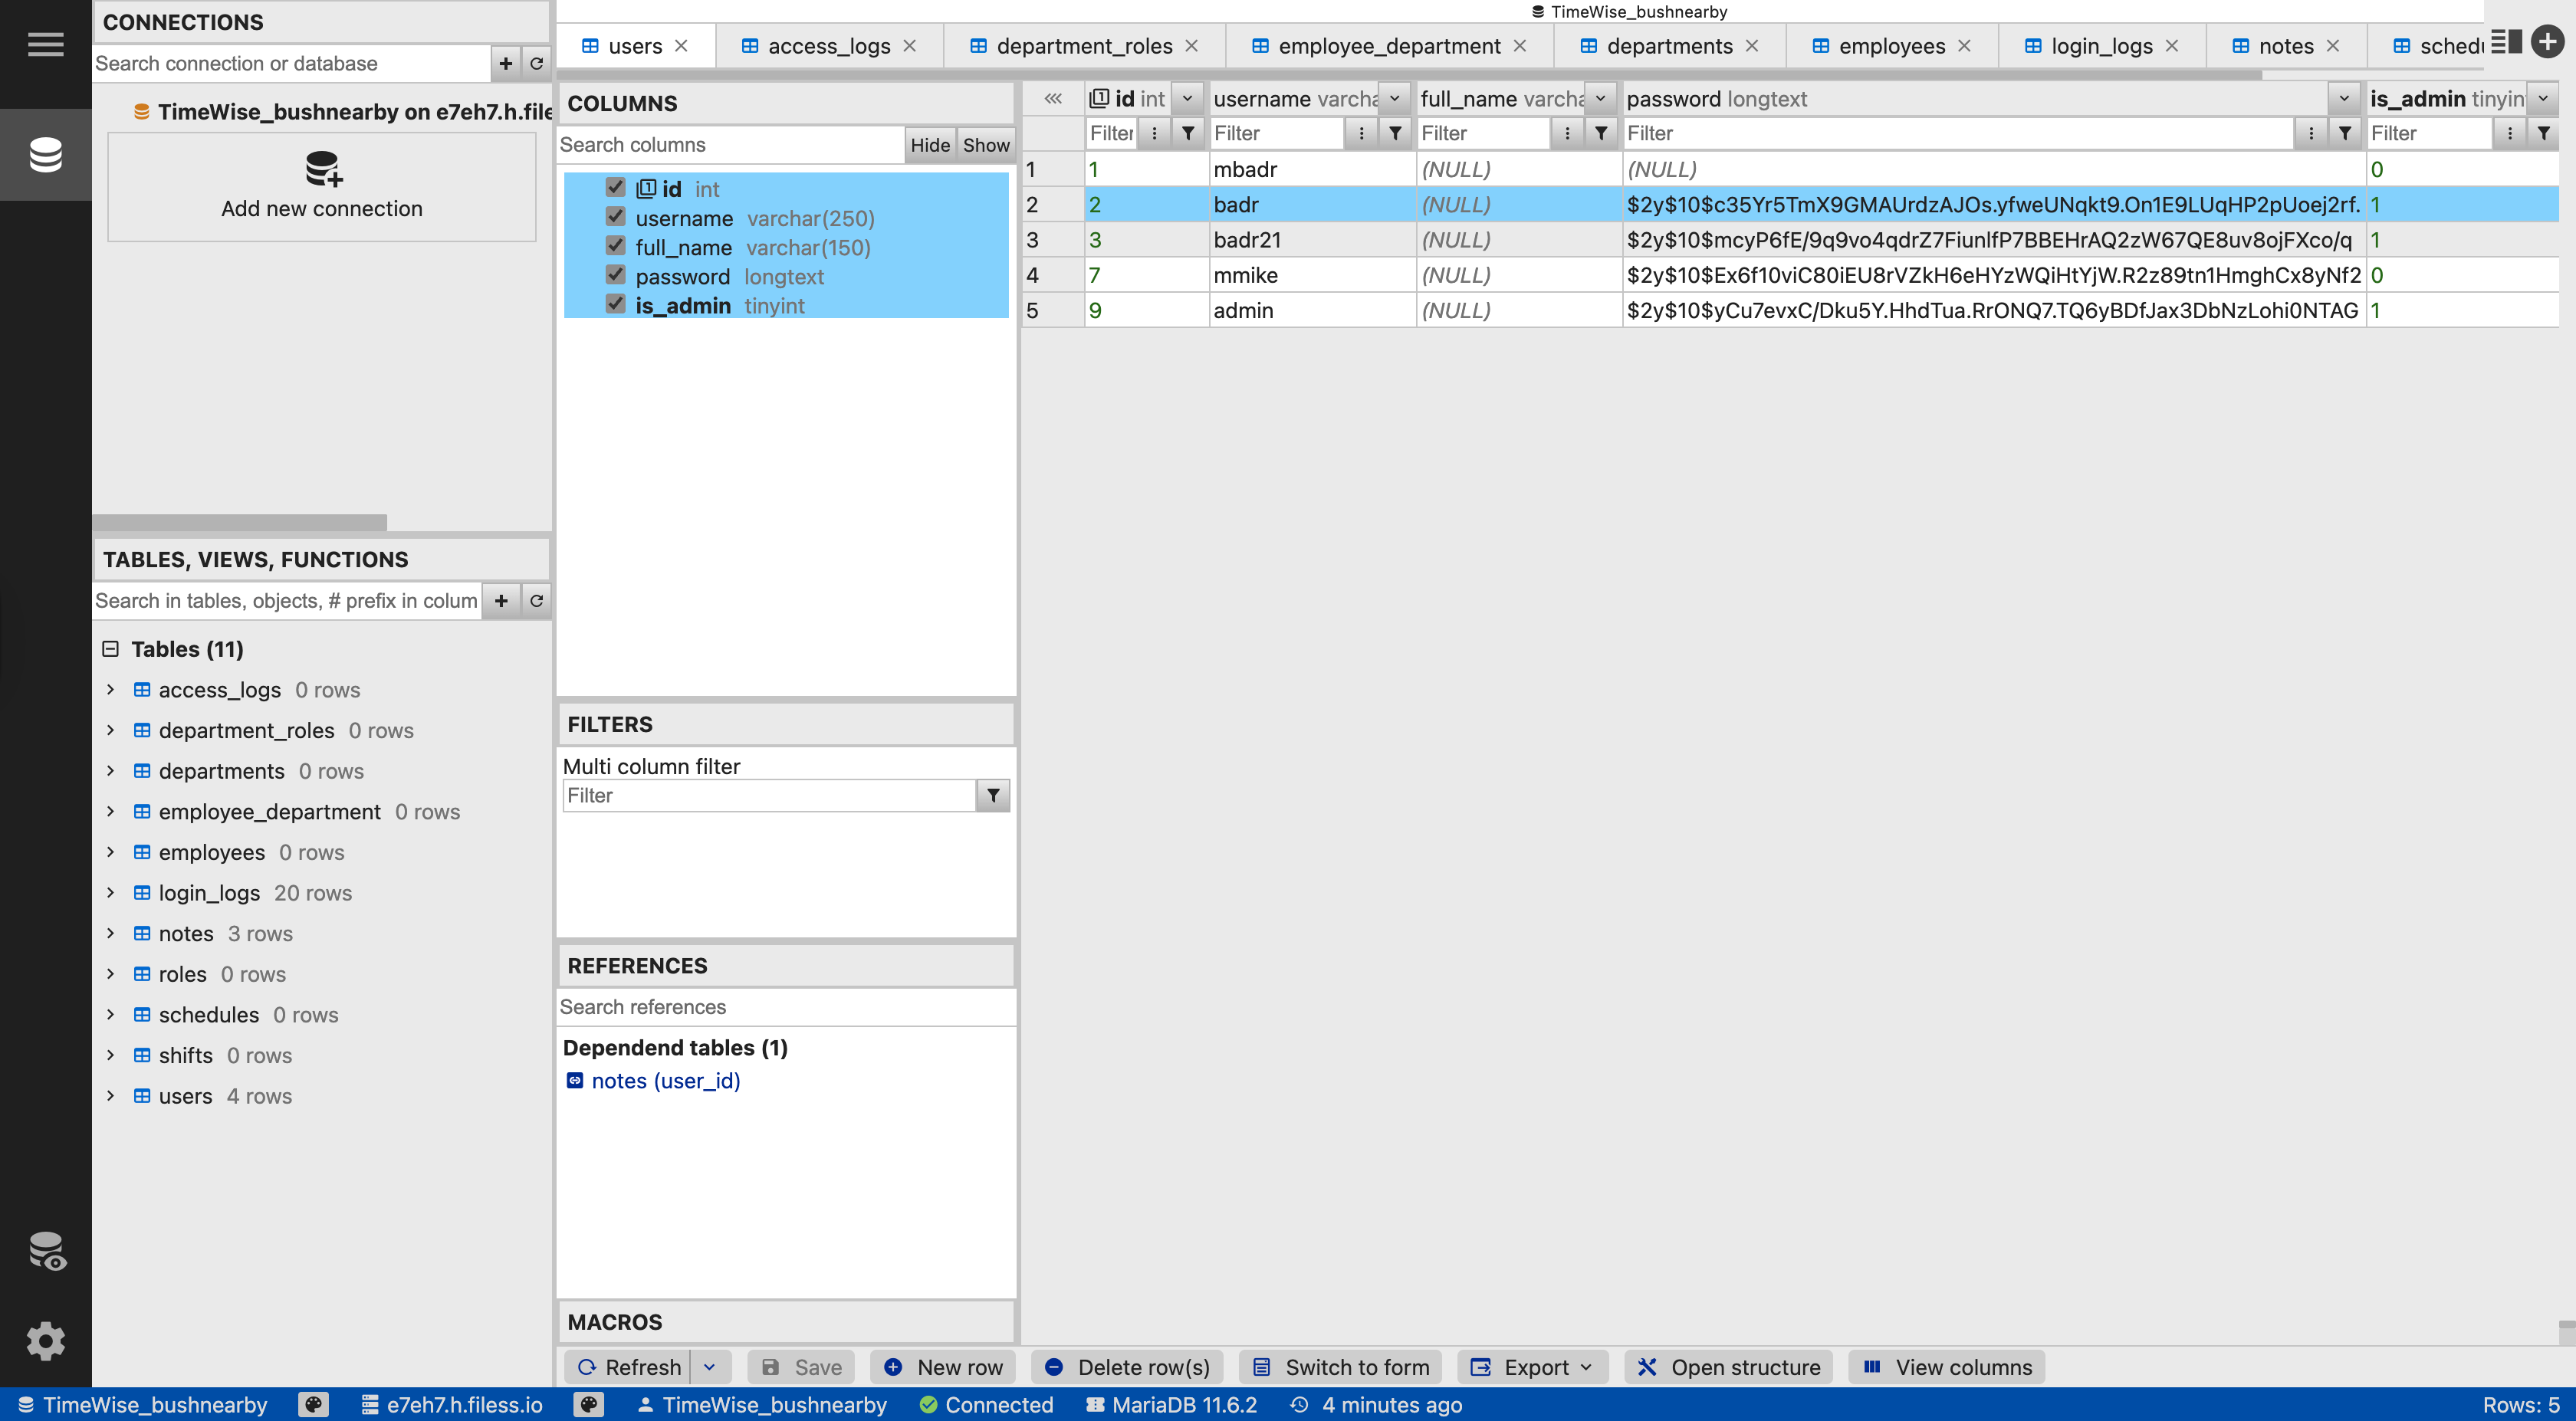 TimeWise_bushnearby
CONNECTIONS
Search connection or database
TimeWise_bushnearby on e7eh7.h.file
Add new connection
TABLES, VIEWS, FUNCTIONS
Search in tables, objects, # prefix in colum
Tables (11)
access_logs 0 rows
department_roles 0 rows
departments 0 rows
employee_department 0 rows
employees 0 rows
login_logs 20 rows
notes 3 rows
roles 0 rows
schedules 0 rows
shifts 0 rows
users 4 rows
users access_logs department_roles employee_department departments employees login_logs notes schedu
COLUMNS
Search columns Hide Show
id int
username varchar(250)
full_name varchar(150)
password longtext
is_admin tinyint
FILTERS
Multi column filter
Filter
REFERENCES
Search references
Dependend tables (1)
notes (user_id)
MACROS
id int username varcha full_name varcha password longtext is_admin tinyin
Filter Filter Filter Filter Filter
1 1 mbadr (NULL) (NULL) 0
2 2 badr (NULL) $2y$10$c35Yr5TmX9GMAUrdzAJOs.yfweUNqkt9.On1E9LUqHP2pUoej2rf. 1
3 3 badr21 (NULL) $2y$10$mcyP6fE/9q9vo4qdrZ7FiunlfP7BBEHrAQ2zW67QE8uv8ojFXco/q 1
4 7 mmike (NULL) $2y$10$Ex6f10viC80iEU8rVZkH6eHYzWQiHtYjW.R2z89tn1HmghCx8yNf2 0
5 9 admin (NULL) $2y$10$yCu7evxC/Dku5Y.HhdTua.RrONQ7.TQ6yBDfJax3DbNzLohi0NTAG 1
Refresh Save New row Delete row(s) Switch to form Export Open structure View columns
TimeWise_bushnearby e7eh7.h.filess.io TimeWise_bushnearby Connected MariaDB 11.6.2 4 minutes ago Rows: 5